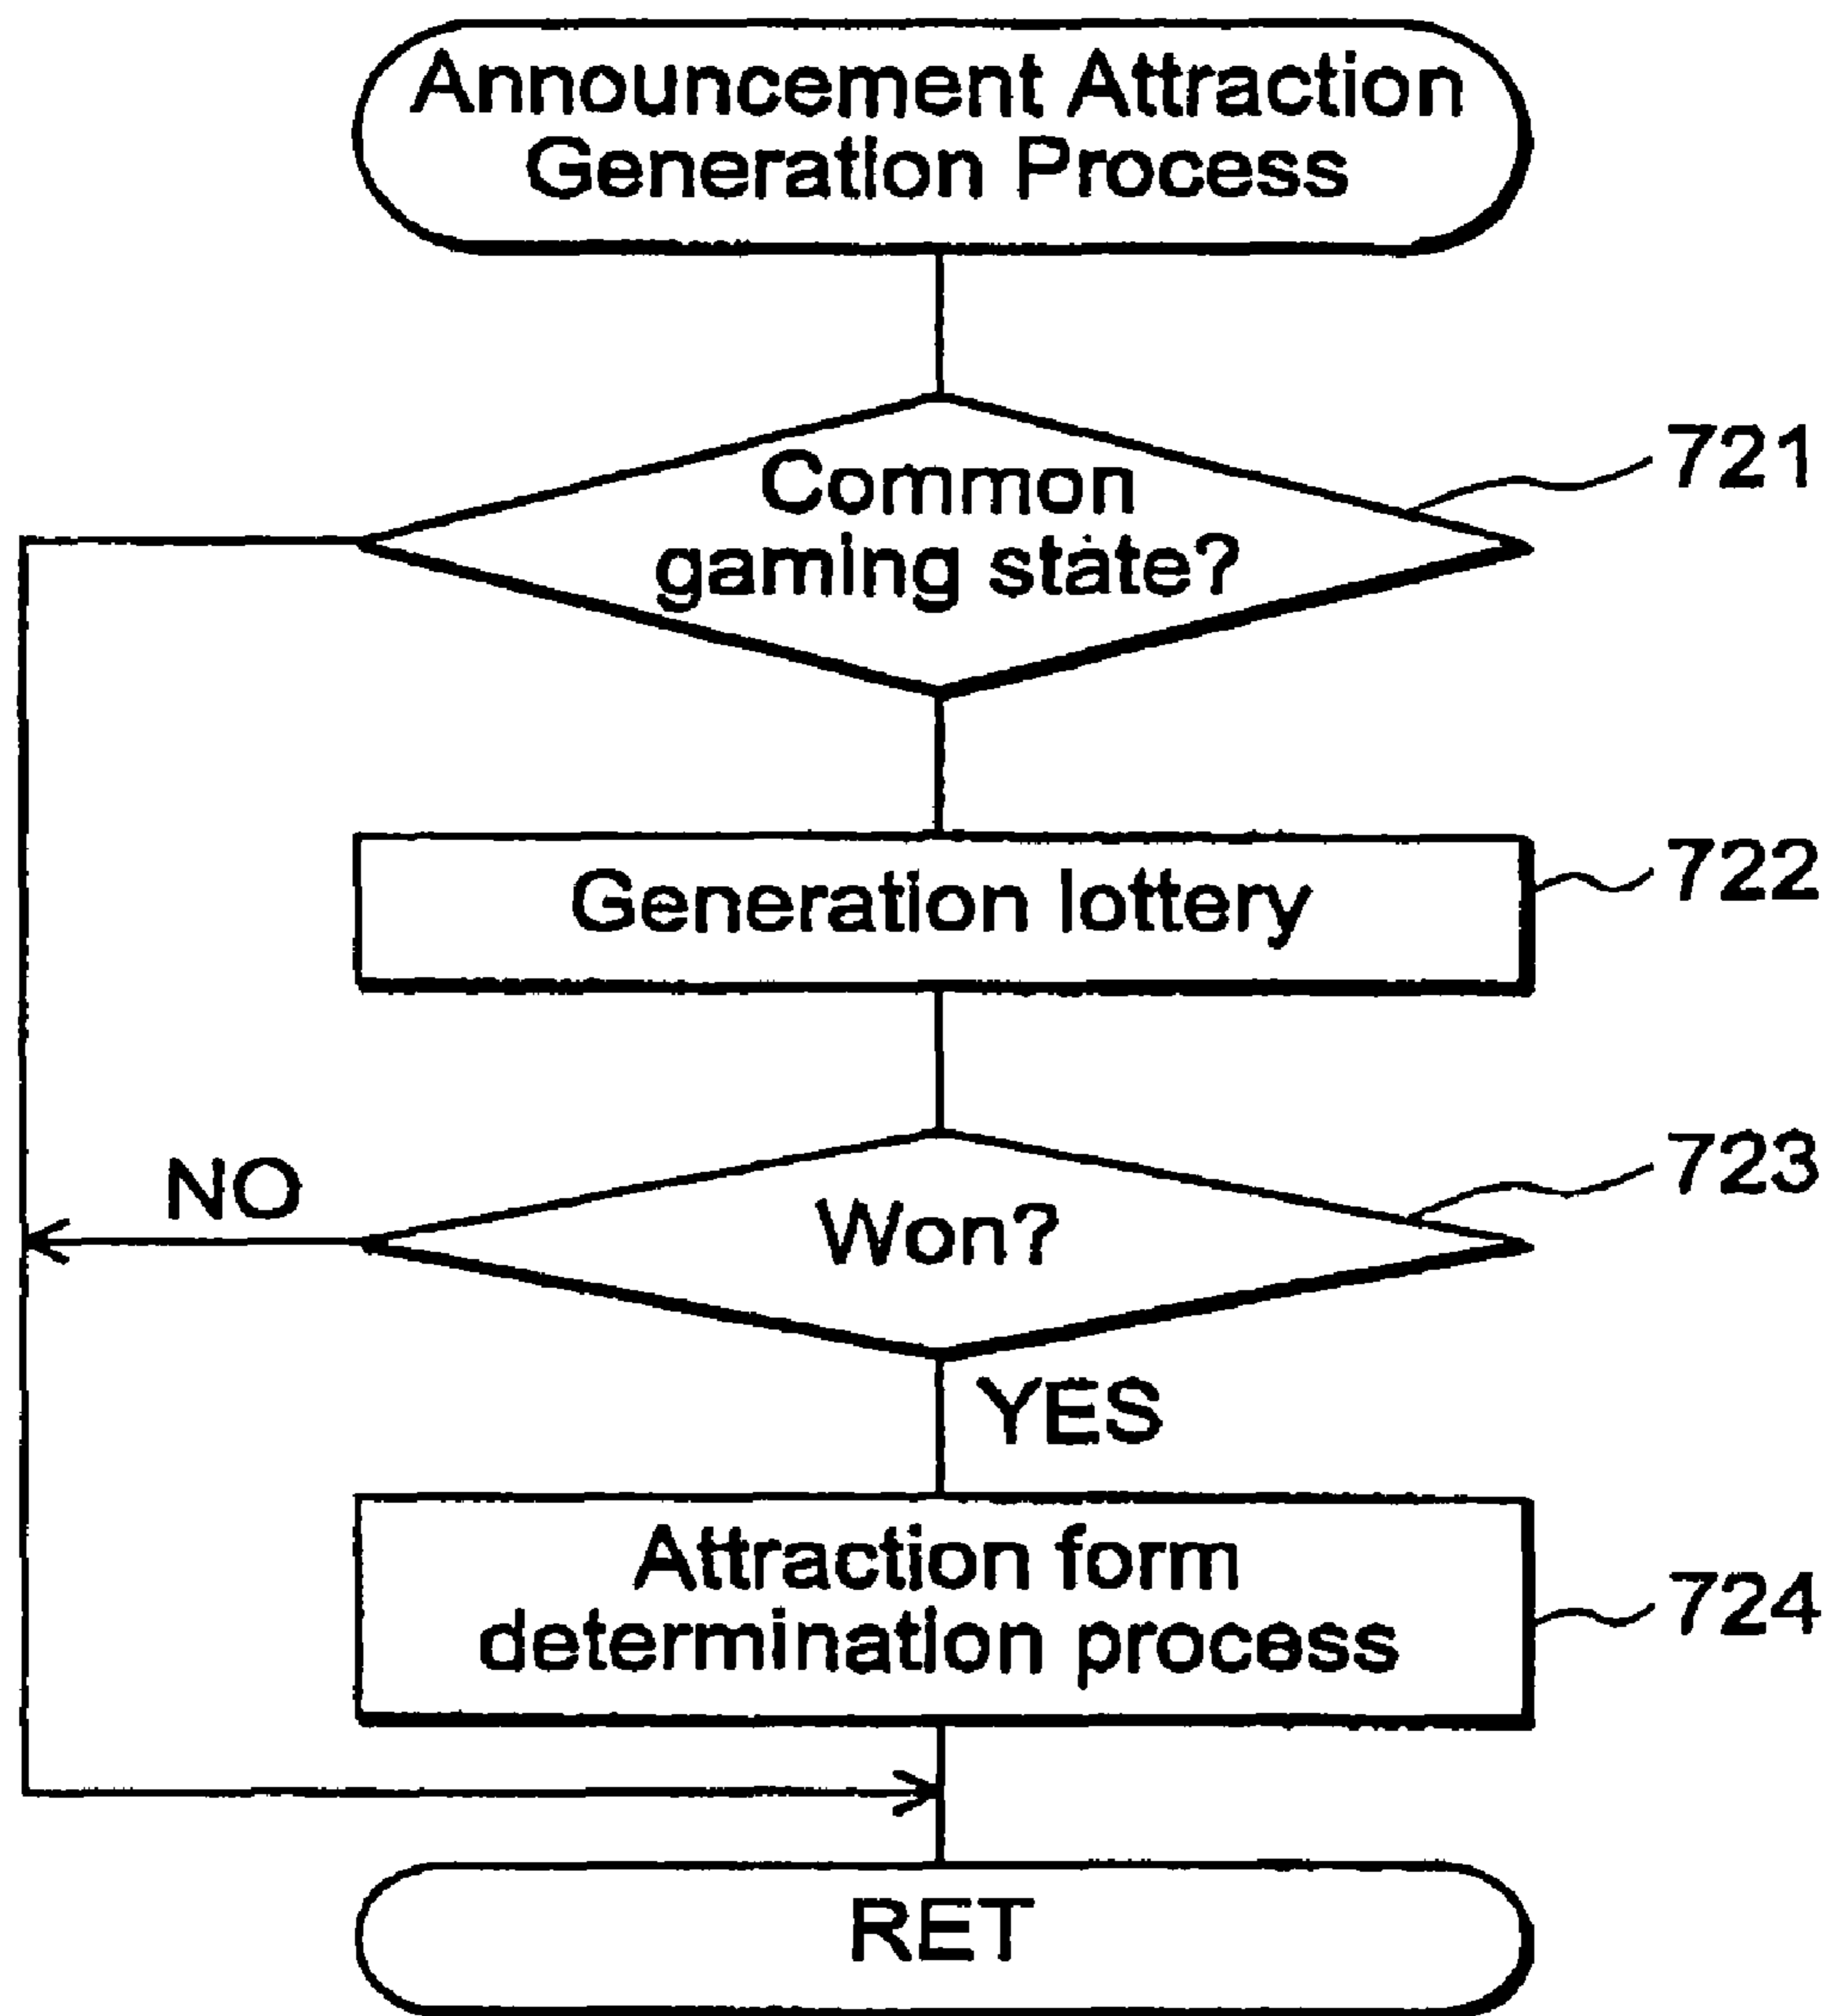 Announcement Attraction
Generation Process
Common
gaming state?
721
Generation lottery
722
Won?
723
NO
YES
Attraction form
determination process
724
RET